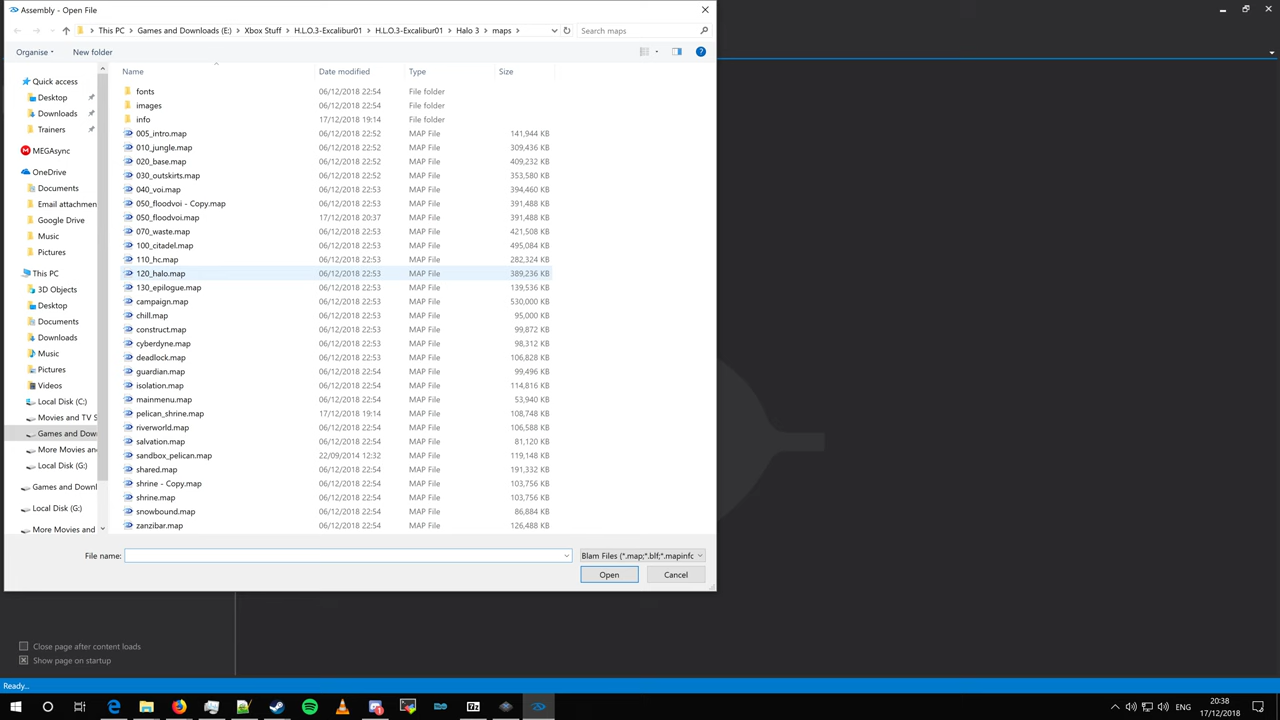 Assembly - Open File
This PC > Games and Downloads (E:) > Xbox Stuff > H.L.O.3-Excalibur01 > H.L.O.3-Excalibur01 > Halo 3 > maps >
Search maps
Organise
New folder
Name Date modified Type Size
Quick access
Desktop
Downloads
Trainers
MEGAsync
OneDrive
Documents
Email attachmen
Google Drive
Music
Pictures
This PC
3D Objects
Desktop
Documents
Downloads
Music
Pictures
Videos
Local Disk (C:)
Movies and TV S
Games and Dow
More Movies and
Local Disk (G:)
Games and Downl
Local Disk (G:)
More Movies and
fonts 06/12/2018 22:54 File folder
images 06/12/2018 22:54 File folder
info 17/12/2018 19:14 File folder
005_intro.map 06/12/2018 22:52 MAP File 141,944 KB
010_jungle.map 06/12/2018 22:52 MAP File 309,436 KB
020_base.map 06/12/2018 22:52 MAP File 409,232 KB
030_outskirts.map 06/12/2018 22:52 MAP File 353,580 KB
040_voi.map 06/12/2018 22:53 MAP File 394,460 KB
050_floodvoi - Copy.map 06/12/2018 22:53 MAP File 391,488 KB
050_floodvoi.map 17/12/2018 20:37 MAP File 391,488 KB
070_waste.map 06/12/2018 22:53 MAP File 421,508 KB
100_citadel.map 06/12/2018 22:53 MAP File 495,084 KB
110_hc.map 06/12/2018 22:53 MAP File 282,324 KB
120_halo.map 06/12/2018 22:53 MAP File 389,236 KB
130_epilogue.map 06/12/2018 22:53 MAP File 139,536 KB
campaign.map 06/12/2018 22:53 MAP File 530,000 KB
chill.map 06/12/2018 22:53 MAP File 95,000 KB
construct.map 06/12/2018 22:53 MAP File 99,872 KB
cyberdyne.map 06/12/2018 22:53 MAP File 98,312 KB
deadlock.map 06/12/2018 22:53 MAP File 106,828 KB
guardian.map 06/12/2018 22:54 MAP File 99,496 KB
isolation.map 06/12/2018 22:54 MAP File 114,816 KB
mainmenu.map 06/12/2018 22:54 MAP File 53,940 KB
pelican_shrine.map 17/12/2018 19:14 MAP File 108,748 KB
riverworld.map 06/12/2018 22:54 MAP File 106,588 KB
salvation.map 06/12/2018 22:54 MAP File 81,120 KB
sandbox_pelican.map 22/09/2014 12:32 MAP File 119,148 KB
shared.map 06/12/2018 22:54 MAP File 191,332 KB
shrine - Copy.map 06/12/2018 22:54 MAP File 103,756 KB
shrine.map 06/12/2018 22:54 MAP File 103,756 KB
snowbound.map 06/12/2018 22:54 MAP File 86,884 KB
zanzibar.map 06/12/2018 22:54 MAP File 126,488 KB
File name:
Blam Files (*.map;*.blf;*.mapinfo
Open
Cancel
Close page after content loads
Show page on startup
Ready...
20:38
17/12/2018